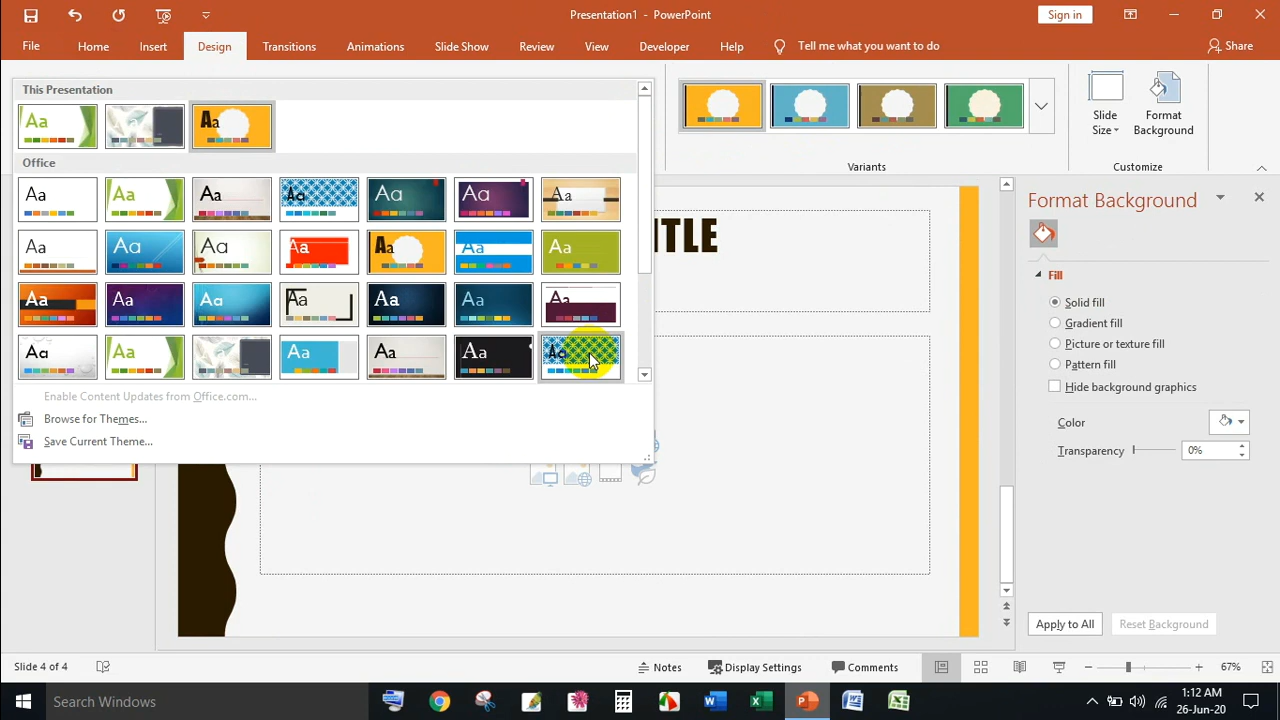 Presentation1 - PowerPoint
Sign in
File
Home
Insert
Design
Transitions
Animations
Slide Show
Review
View
Developer
Help
Tell me what you want to do
Share
This Presentation
Aa
Aa
Office
Aa Aa Aa Aa Aa Aa Aa
Aa Aa Aa Aa Aa Aa Aa
Aa Aa Aa Aa Aa Aa Aa
Aa Aa Aa Aa Aa Aa Aa
Enable Content Updates from Office.com...
Browse for Themes...
Save Current Theme...
Variants
Slide
Size
Format
Background
Customize
ITLE
Format Background
Fill
Solid fill
Gradient fill
Picture or texture fill
Pattern fill
Hide background graphics
Color
Transparency
0%
Apply to All
Reset Background
Slide 4 of 4
Notes
Display Settings
Comments
67%
Search Windows
1:12 AM
26-Jun-20